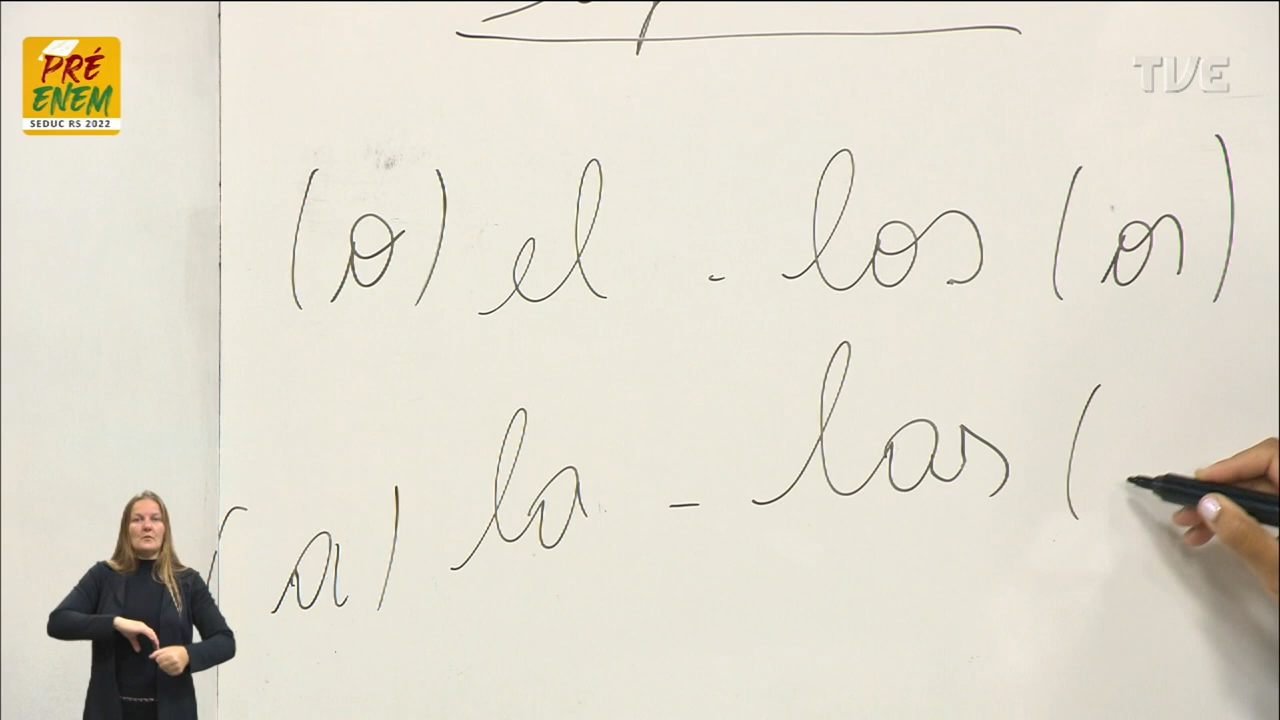 PRÉ
ENEM
SEDUC RS 2022
TVE
(o) el - los (os)
(a) la - las (